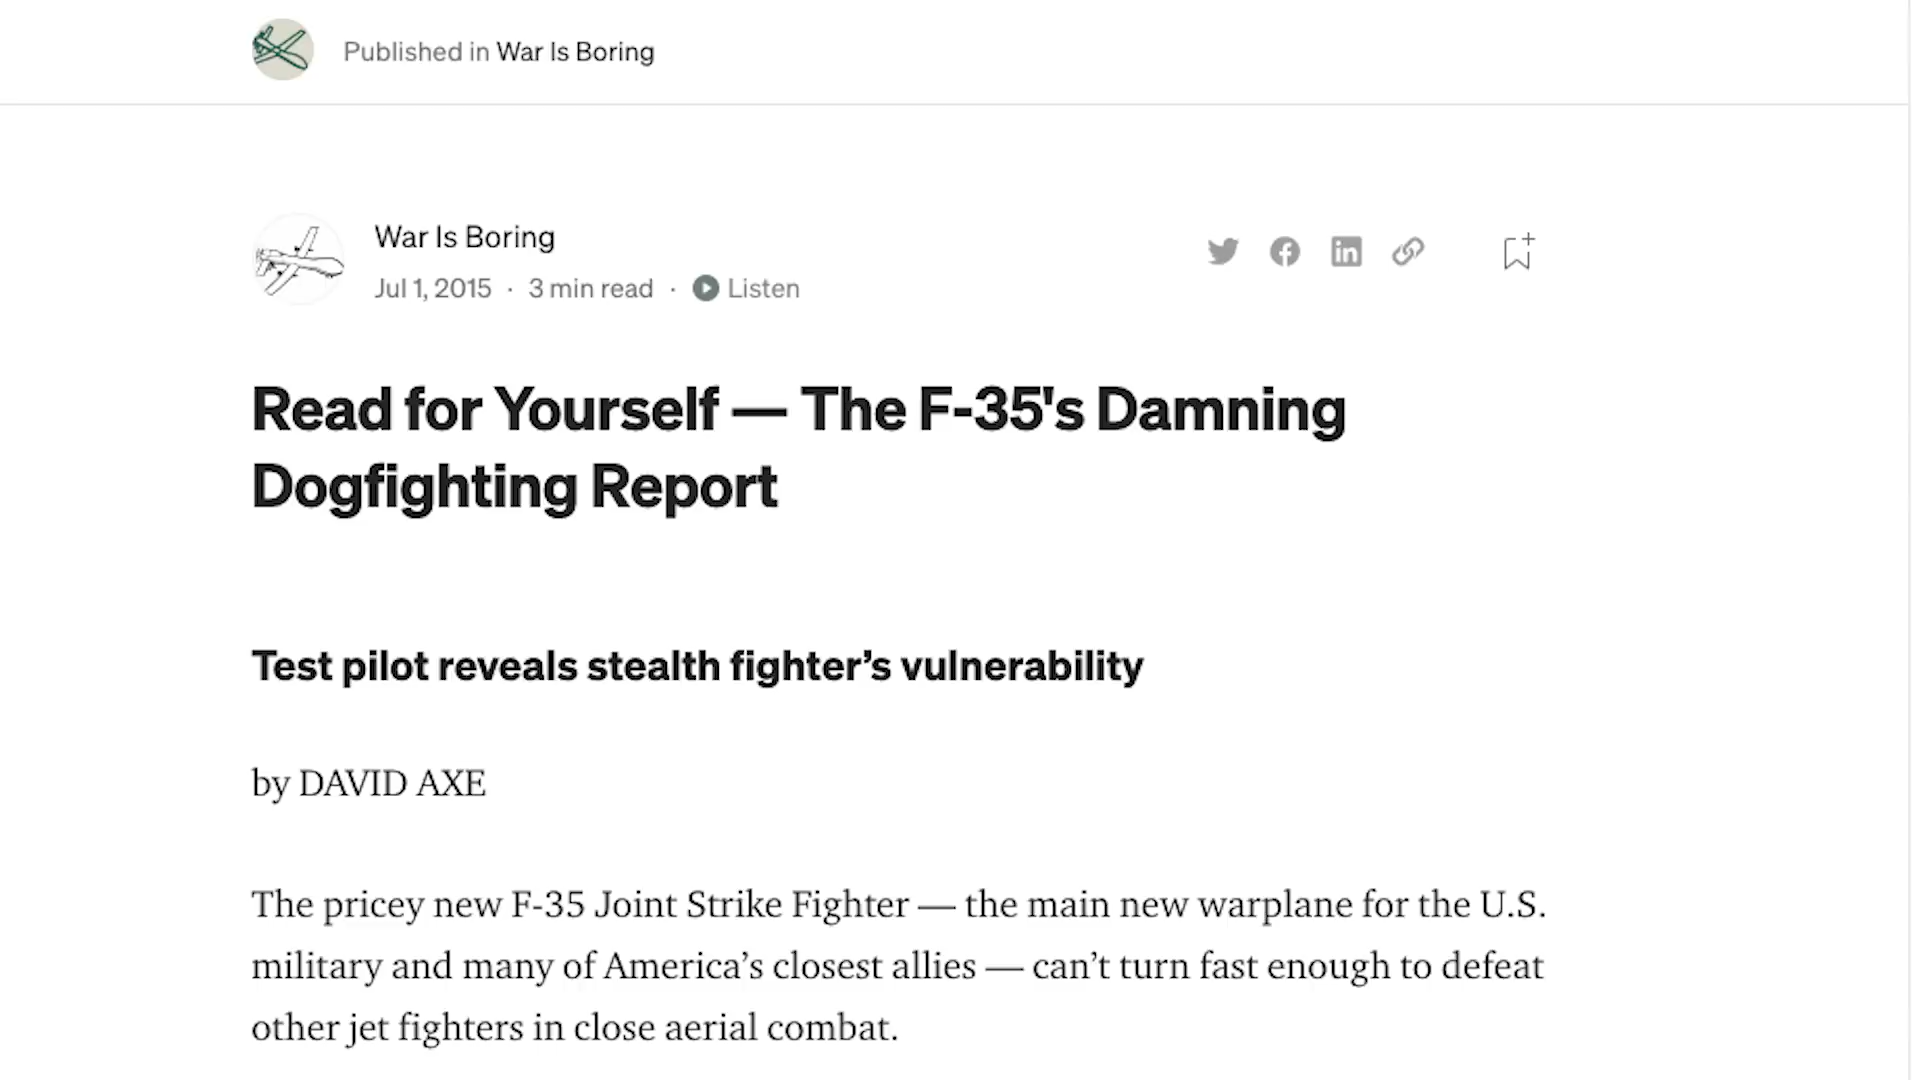 Published in War Is Boring
War Is Boring
Jul 1, 2015 · 3 min read · Listen
Read for Yourself — The F-35's Damning
Dogfighting Report
Test pilot reveals stealth fighter’s vulnerability
by DAVID AXE
The pricey new F-35 Joint Strike Fighter — the main new warplane for the U.S.
military and many of America’s closest allies — can’t turn fast enough to defeat
other jet fighters in close aerial combat.